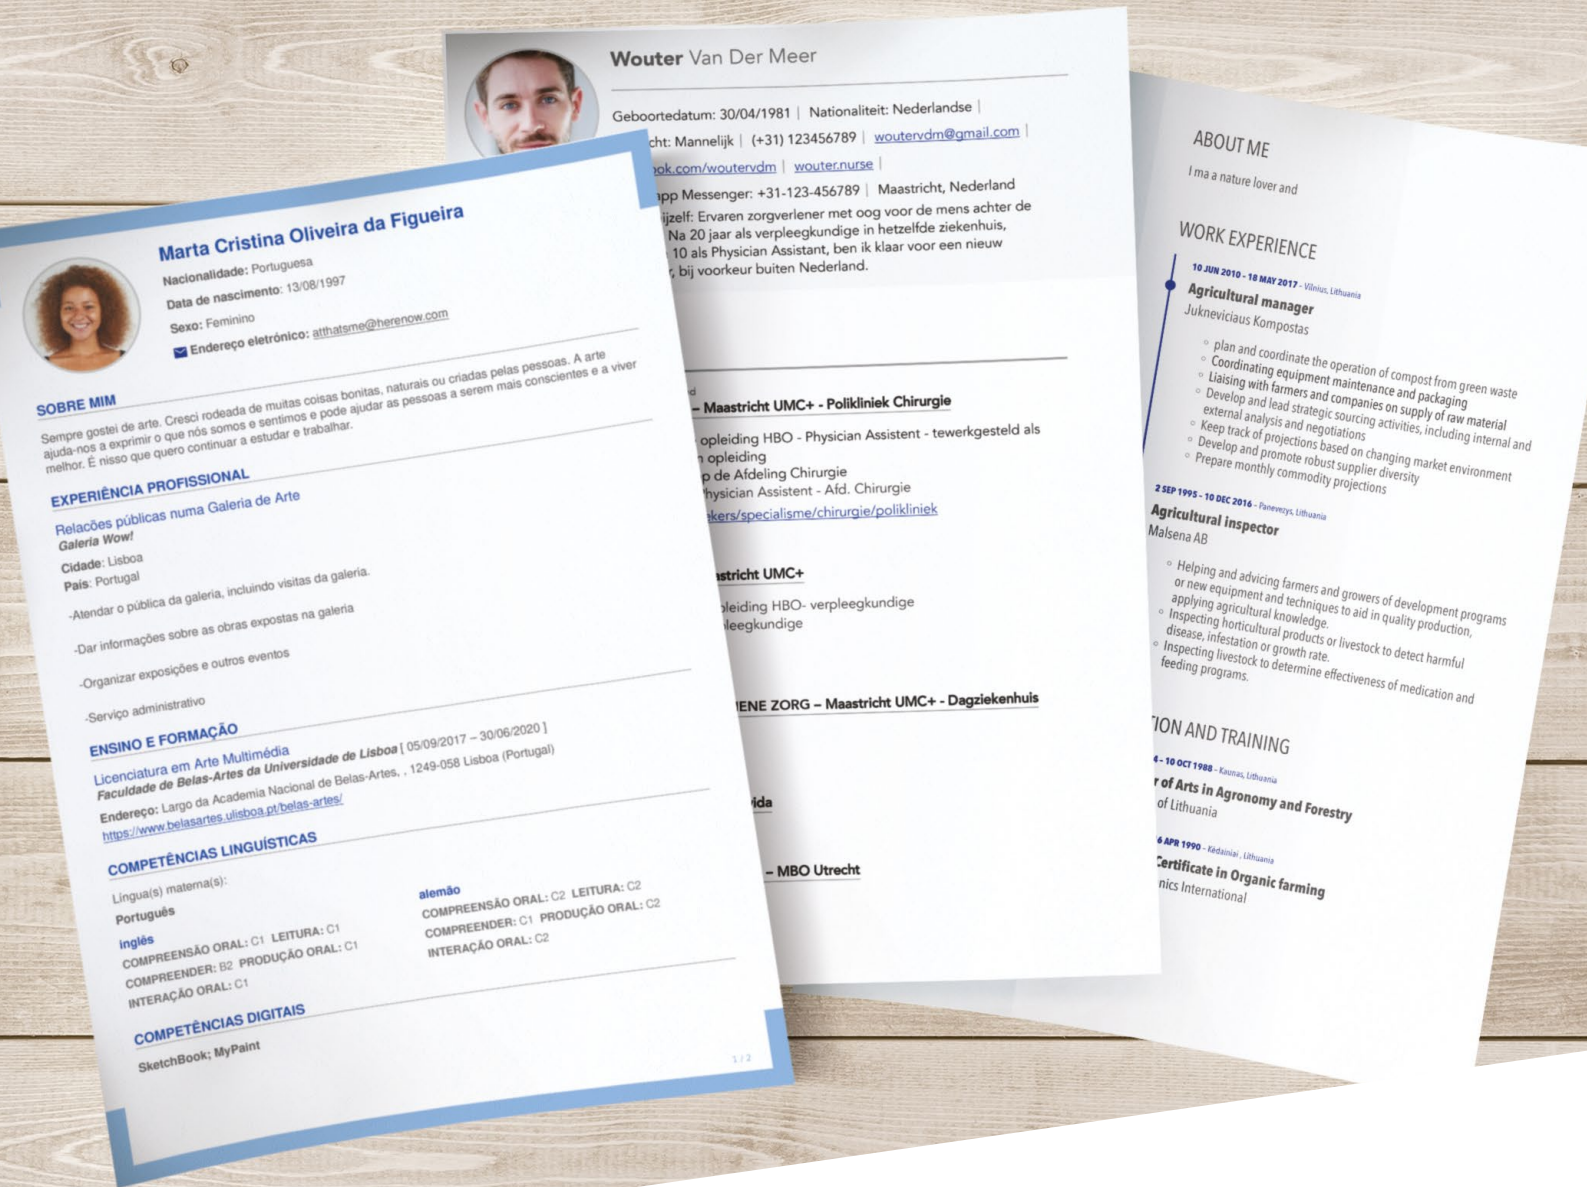 Marta Cristina Oliveira da Figueira
Nacionalidade: Portuguesa
Data de nascimento: 13/08/1997
Sexo: Feminino
Endereço eletrónico: atthatsme@herenow.com
SOBRE MIM
Sempre gostei de arte. Cresci rodeada de muitas coisas bonitas, naturais ou criadas pelas pessoas. A arte
ajuda-nos a exprimir o que nós somos e sentimos e pode ajudar as pessoas a serem mais conscientes e a viver
melhor. É nisso que quero continuar a estudar e trabalhar.
EXPERIÊNCIA PROFISSIONAL
Relacões públicas numa Galeria de Arte
Galeria Wow!
Cidade: Lisboa
País: Portugal
-Atendar o pública da galeria, incluindo visitas da galeria.
-Dar informações sobre as obras expostas na galeria
-Organizar exposições e outros eventos
-Serviço administrativo
ENSINO E FORMAÇÃO
Licenciatura em Arte Multimédia
Faculdade de Belas-Artes da Universidade de Lisboa [ 05/09/2017 – 30/06/2020 ]
Endereço: Largo da Academia Nacional de Belas-Artes, , 1249-058 Lisboa (Portugal)
https://www.belasartes.ulisboa.pt/belas-artes/
COMPETÊNCIAS LINGUÍSTICAS
Língua(s) materna(s):
Português
inglês
COMPREENSÃO ORAL: C1 LEITURA: C1
COMPREENDER: B2 PRODUÇÃO ORAL: C1
INTERAÇÃO ORAL: C1
alemão
COMPREENSÃO ORAL: C2 LEITURA: C2
COMPREENDER: C1 PRODUÇÃO ORAL: C2
INTERAÇÃO ORAL: C2
COMPETÊNCIAS DIGITAIS
SketchBook; MyPaint
1 / 2
Wouter Van Der Meer
Geboortedatum: 30/04/1981 | Nationaliteit: Nederlandse |
cht: Mannelijk | (+31) 123456789 | woutervdm@gmail.com |
ok.com/woutervdm | wouter.nurse |
pp Messenger: +31-123-456789 | Maastricht, Nederland
ijzelf: Ervaren zorgverlener met oog voor de mens achter de
Na 20 jaar als verpleegkundige in hetzelfde ziekenhuis,
10 als Physician Assistant, ben ik klaar voor een nieuw
, bij voorkeur buiten Nederland.
– Maastricht UMC+ - Polikliniek Chirurgie
opleiding HBO - Physician Assistent - tewerkgesteld als
opleiding
p de Afdeling Chirurgie
hysician Assistent - Afd. Chirurgie
kers/specialisme/chirurgie/polikliniek
astricht UMC+
leiding HBO- verpleegkundige
leegkundige
ENE ZORG – Maastricht UMC+ - Dagziekenhuis
ida
– MBO Utrecht
ABOUT ME
I ma a nature lover and
WORK EXPERIENCE
10 JUN 2010 - 18 MAY 2017 – Vilnius, Lithuania
Agricultural manager
Jukneviciaus Kompostas
◦ plan and coordinate the operation of compost from green waste
◦ Coordinating equipment maintenance and packaging
◦ Liaising with farmers and companies on supply of raw material
◦ Develop and lead strategic sourcing activities, including internal and
external analysis and negotiations
◦ Keep track of projections based on changing market environment
◦ Develop and promote robust supplier diversity
◦ Prepare monthly commodity projections
2 SEP 1995 - 10 DEC 2016 – Panevezys, Lithuania
Agricultural inspector
Malsena AB
◦ Helping and advicing farmers and growers of development programs
or new equipment and techniques to aid in quality production,
applying agricultural knowledge.
◦ Inspecting horticultural products or livestock to detect harmful
disease, infestation or growth rate.
◦ Inspecting livestock to determine effectiveness of medication and
feeding programs.
ION AND TRAINING
4 - 10 OCT 1988 – Kaunas, Lithuania
r of Arts in Agronomy and Forestry
of Lithuania
6 APR 1990 – Kėdainiai , Lithuania
Certificate in Organic farming
nics International